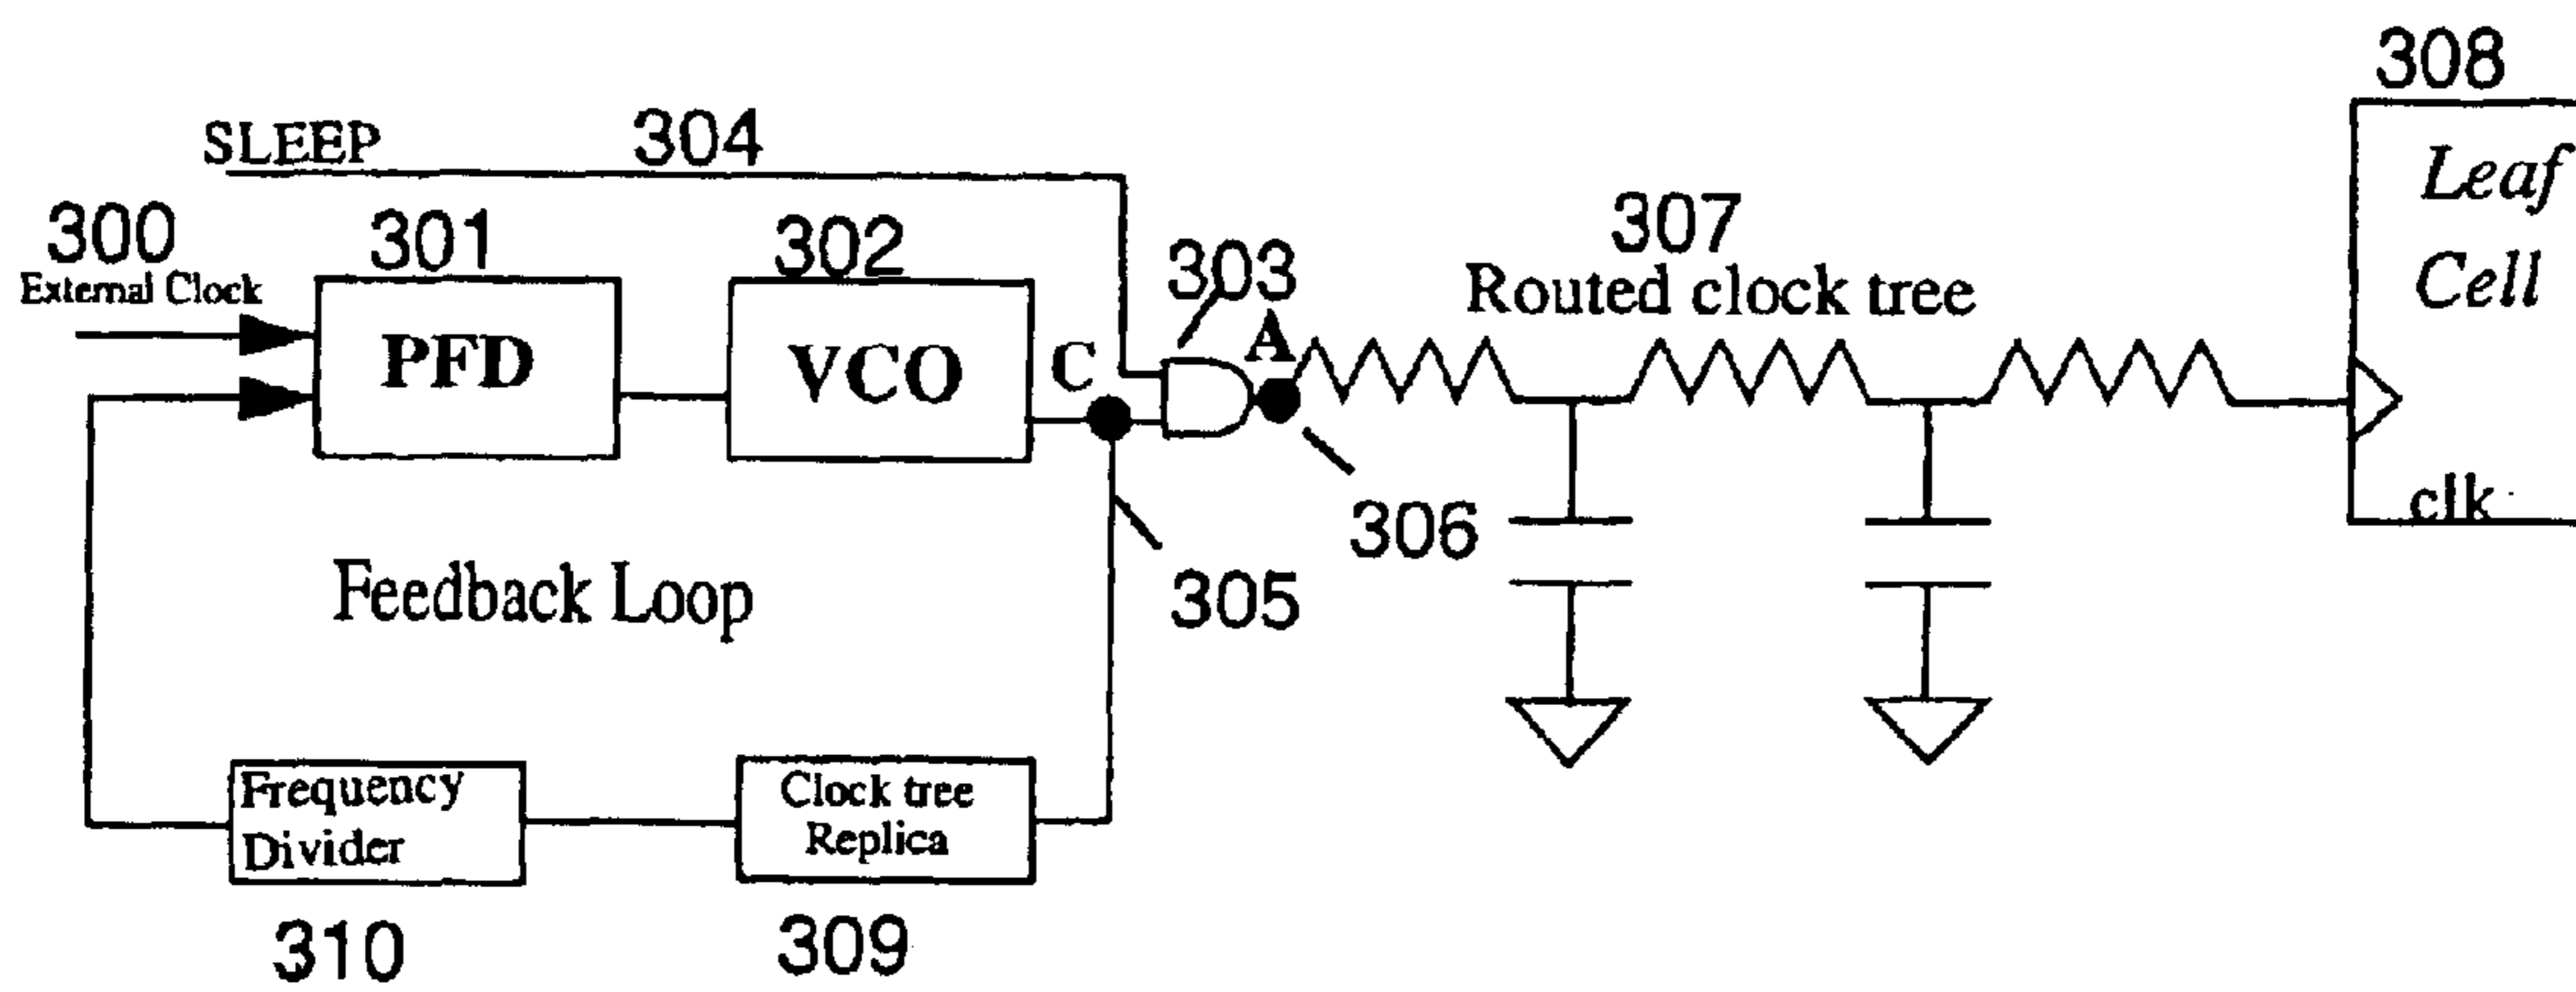 308
Leaf
Cell
clk
SLEEP
304
300
External Clock
301
PFD
302
VCO
C
303
A
307
Routed clock tree
306
305
Feedback Loop
Frequency
Divider
310
Clock tree
Replica
309